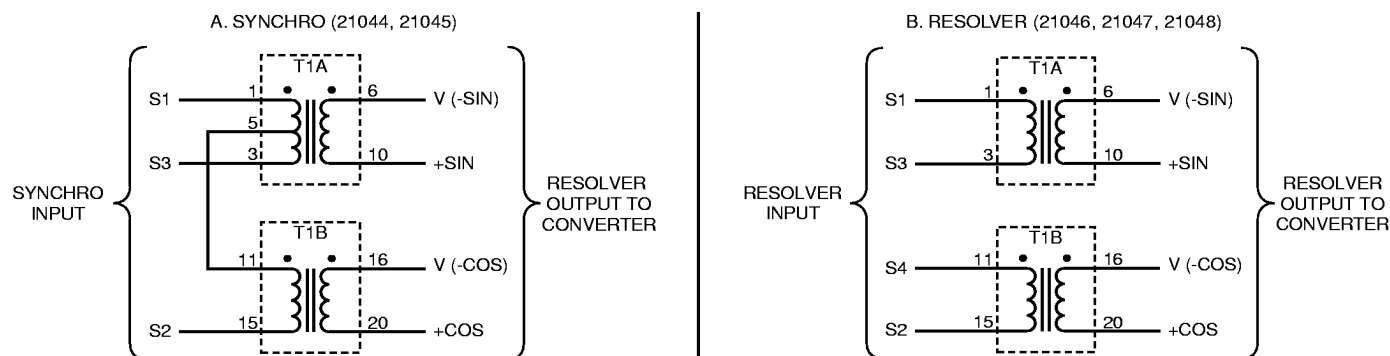 A. SYNCHRO (21044, 21045)
T1A
S1 1 6 V (-SIN)
5
S3 3 10 +SIN
SYNCHRO
INPUT
RESOLVER
OUTPUT TO
CONVERTER
T1B
11 16 V (-COS)
S2 15 20 +COS
B. RESOLVER (21046, 21047, 21048)
T1A
S1 1 6 V (-SIN)
S3 3 10 +SIN
RESOLVER
INPUT
RESOLVER
OUTPUT TO
CONVERTER
T1B
S4 11 16 V (-COS)
S2 15 20 +COS